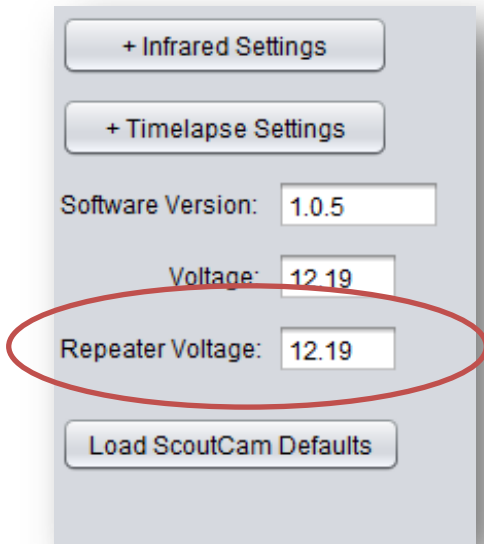 + Infrared Settings
+ Timelapse Settings
Software Version: 1.0.5
Voltage: 12.19
Repeater Voltage: 12.19
Load ScoutCam Defaults